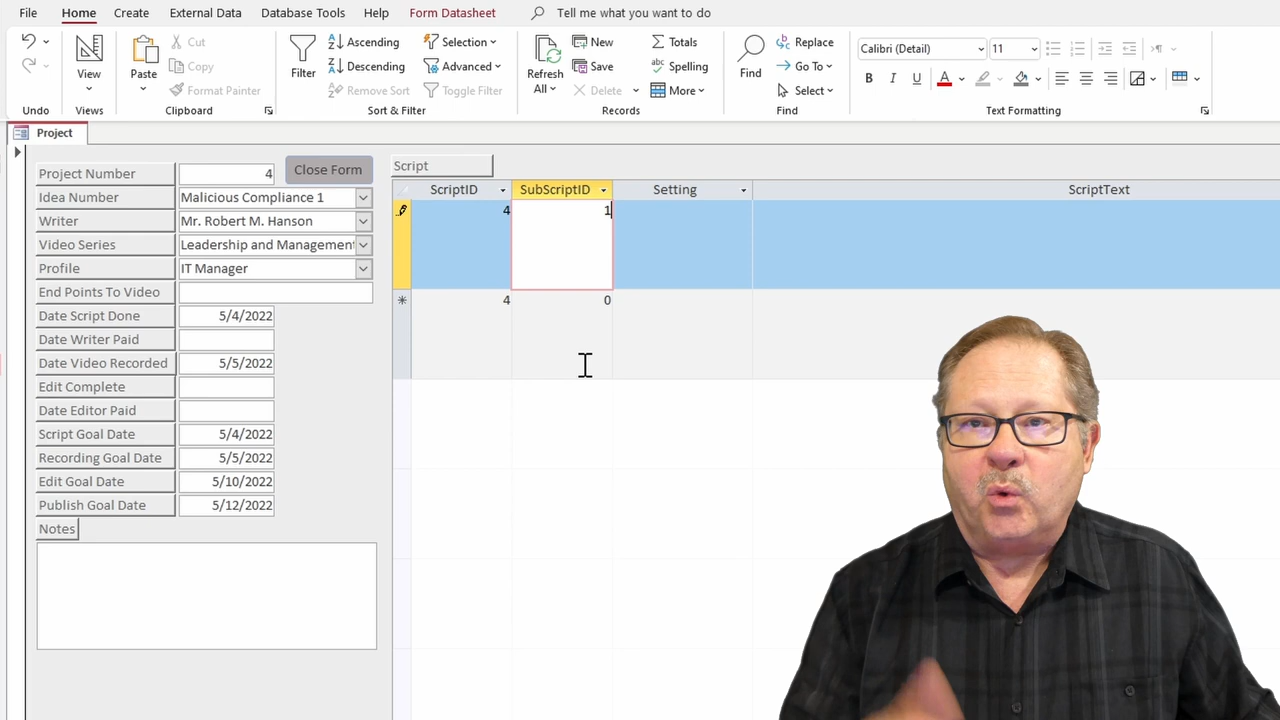 File Home Create External Data Database Tools Help Form Datasheet Tell me what you want to do
View
Paste
Cut
Copy
Format Painter
Filter
Ascending
Descending
Remove Sort
Selection
Advanced
Toggle Filter
Refresh
All
New
Save
Delete
Totals
Spelling
More
Find
Replace
Go To
Select
Calibri (Detail) 11
B I U A
Undo Views Clipboard Sort & Filter Records Find Text Formatting
Project
Project Number 4 Close Form
Idea Number Malicious Compliance 1
Writer Mr. Robert M. Hanson
Video Series Leadership and Management
Profile IT Manager
End Points To Video
Date Script Done 5/4/2022
Date Writer Paid
Date Video Recorded 5/5/2022
Edit Complete
Date Editor Paid
Script Goal Date 5/4/2022
Recording Goal Date 5/5/2022
Edit Goal Date 5/10/2022
Publish Goal Date 5/12/2022
Notes
Script
ScriptID SubScriptID Setting ScriptText
4 1
4 0